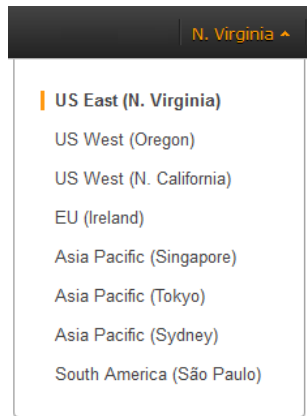 N. Virginia
US East (N. Virginia)
US West (Oregon)
US West (N. California)
EU (Ireland)
Asia Pacific (Singapore)
Asia Pacific (Tokyo)
Asia Pacific (Sydney)
South America (São Paulo)